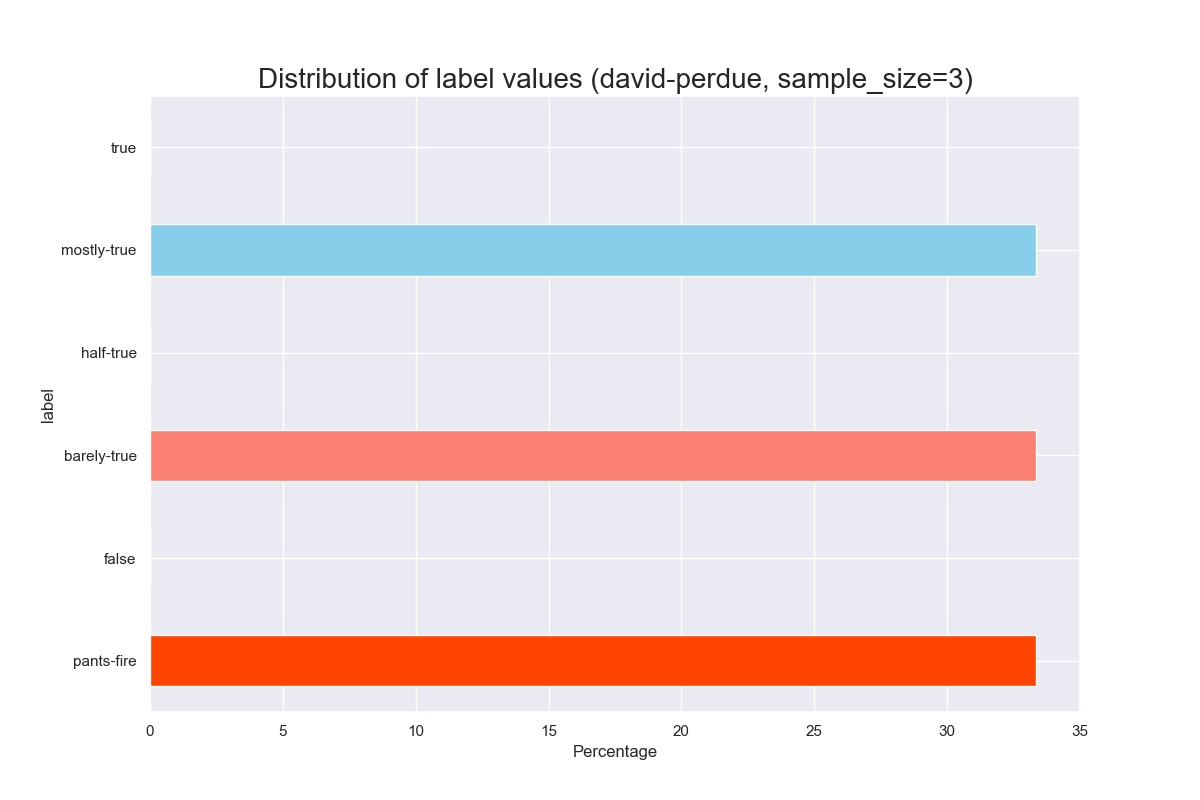 Distribution of label values (david-perdue, sample_size=3)
true
mostly-true
half-true
label
barely-true
false
pants-fire
0 5 10 15 20 25 30 35
Percentage